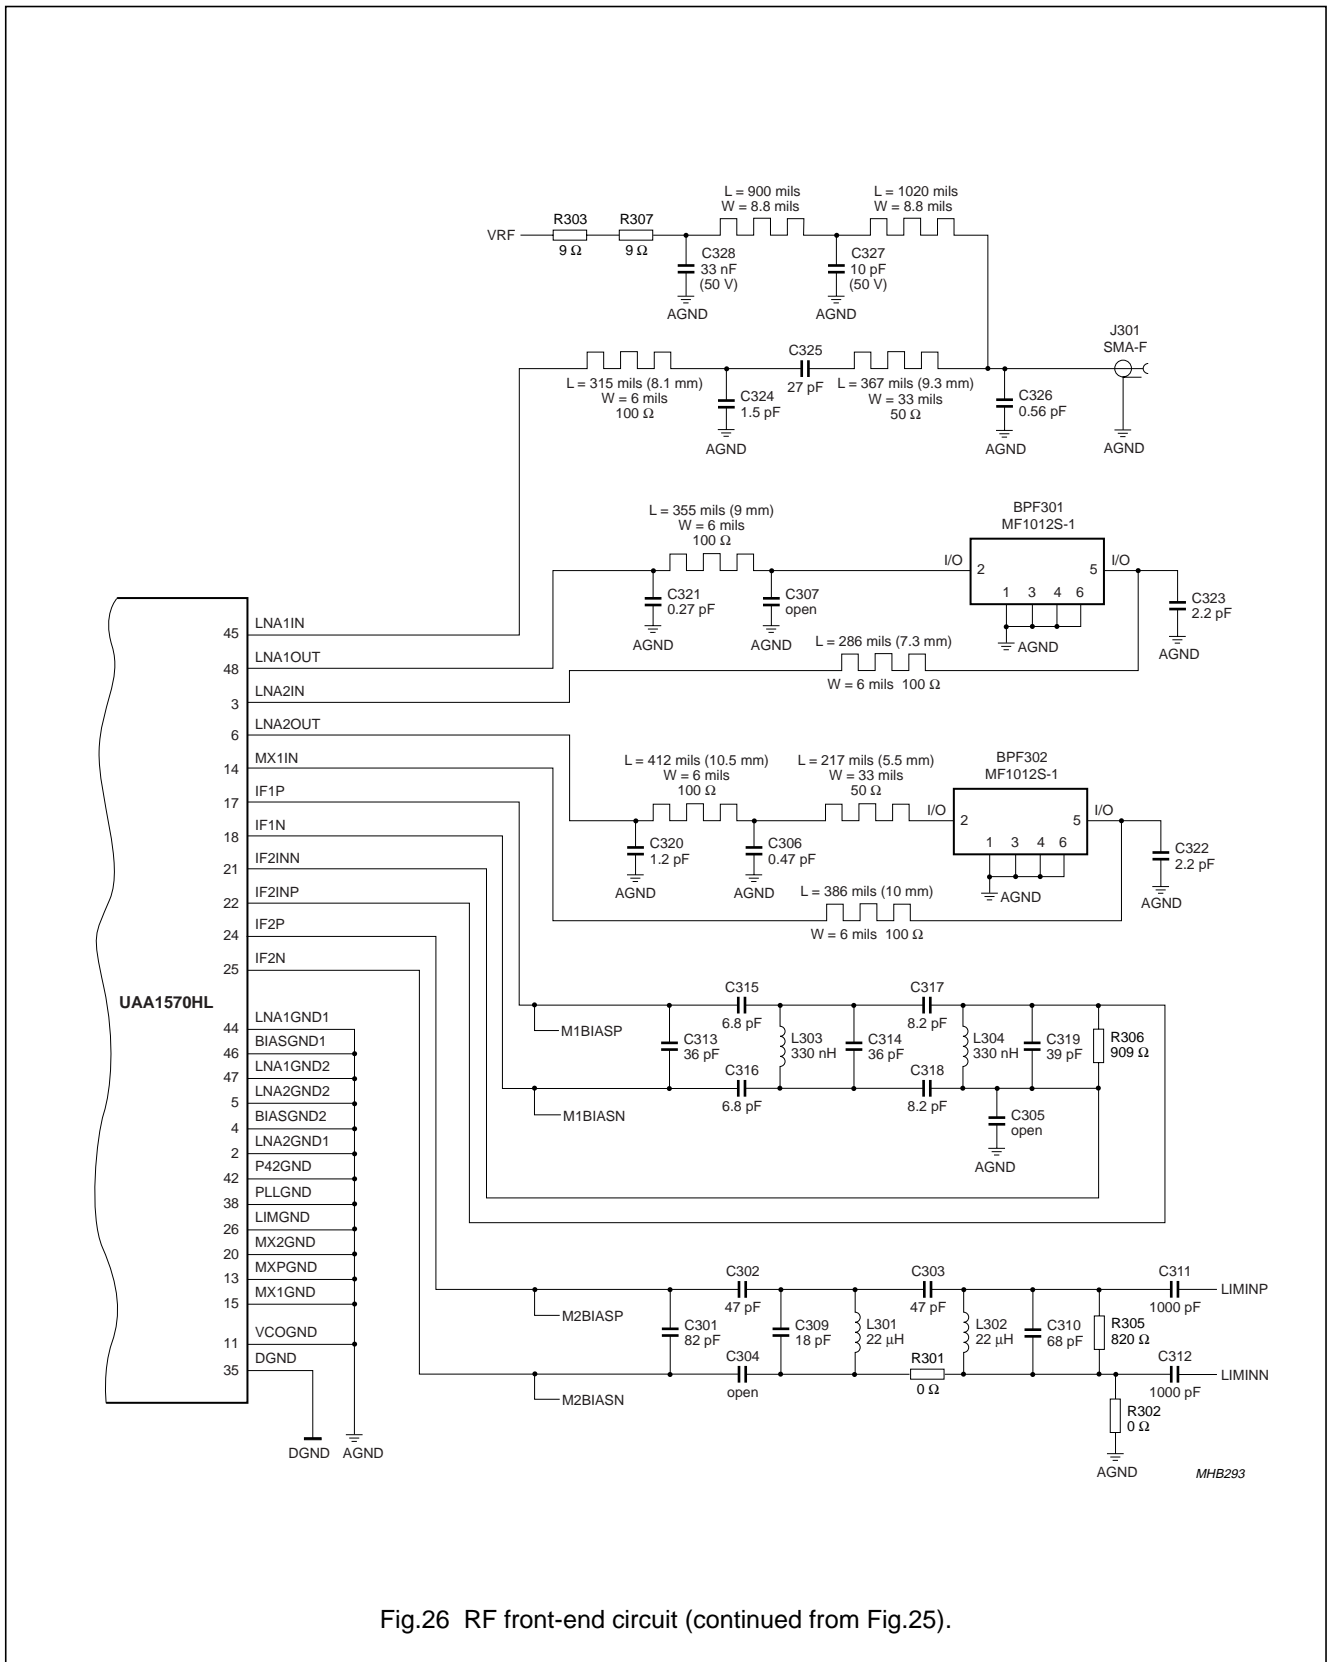 L = 900 mils
W = 8.8 mils
L = 1020 mils
W = 8.8 mils
R303
R307
VRF
9 Ω
9 Ω
C328
33 nF
(50 V)
C327
10 pF
(50 V)
AGND
AGND
J301
SMA-F
C325
27 pF
L = 315 mils (8.1 mm)
W = 6 mils
100 Ω
C324
1.5 pF
L = 367 mils (9.3 mm)
W = 33 mils
50 Ω
C326
0.56 pF
AGND
AGND
AGND
L = 355 mils (9 mm)
W = 6 mils
100 Ω
BPF301
MF1012S-1
I/O
2
5
I/O
1
3
4
6
C321
0.27 pF
C307
open
C323
2.2 pF
AGND
AGND
AGND
AGND
L = 286 mils (7.3 mm)
W = 6 mils 100 Ω
45
LNA1IN
48
LNA1OUT
3
LNA2IN
6
LNA2OUT
14
MX1IN
17
IF1P
18
IF1N
21
IF2INN
22
IF2INP
24
IF2P
25
IF2N
L = 412 mils (10.5 mm)
W = 6 mils
100 Ω
L = 217 mils (5.5 mm)
W = 33 mils
50 Ω
BPF302
MF1012S-1
I/O
2
5
I/O
1
3
4
6
C320
1.2 pF
C306
0.47 pF
C322
2.2 pF
AGND
AGND
AGND
AGND
L = 386 mils (10 mm)
W = 6 mils 100 Ω
UAA1570HL
C315
6.8 pF
C317
8.2 pF
M1BIASP
C313
36 pF
L303
330 nH
C314
36 pF
L304
330 nH
C319
39 pF
R306
909 Ω
C316
6.8 pF
C318
8.2 pF
M1BIASN
C305
open
AGND
44
LNA1GND1
46
BIASGND1
47
LNA1GND2
5
LNA2GND2
4
BIASGND2
2
LNA2GND1
42
P42GND
38
PLLGND
26
LIMGND
20
MX2GND
13
MXPGND
15
MX1GND
11
VCOGND
35
DGND
C302
47 pF
C303
47 pF
C311
1000 pF
LIMINP
M2BIASP
C301
82 pF
C309
18 pF
L301
22 μH
L302
22 μH
C310
68 pF
R305
820 Ω
C304
open
R301
0 Ω
C312
1000 pF
LIMINN
M2BIASN
R302
0 Ω
AGND
DGND
AGND
MHB293
Fig.26 RF front-end circuit (continued from Fig.25).